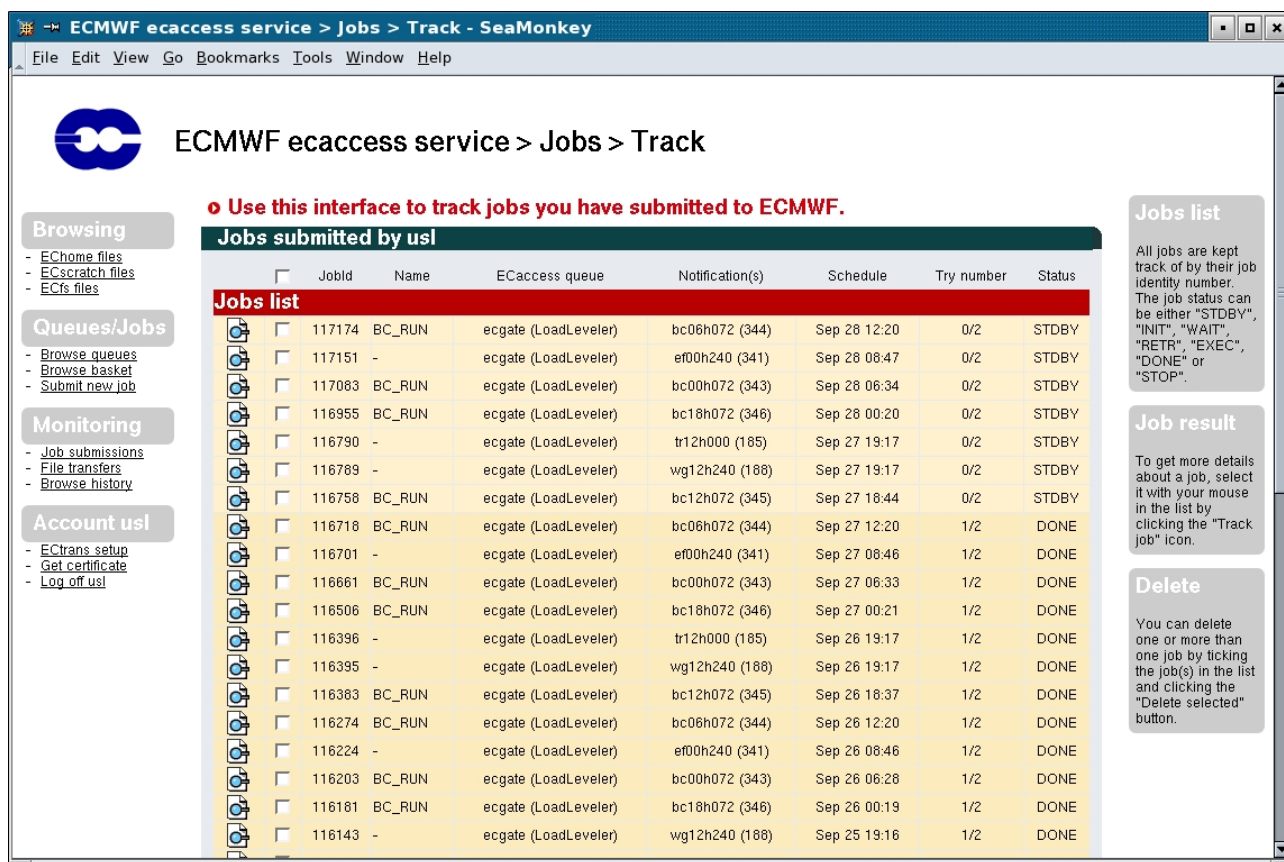 ECMWF ecaccess service > Jobs > Track - SeaMonkey
File Edit View Go Bookmarks Tools Window Help
ECMWF ecaccess service > Jobs > Track
Use this interface to track jobs you have submitted to ECMWF.
Browsing
- EChome files
- ECscratch files
- ECfs files
Queues/Jobs
- Browse queues
- Browse basket
- Submit new job
Monitoring
- Job submissions
- File transfers
- Browse history
Account usl
- ECtrans setup
- Get certificate
- Log off usl
Jobs submitted by usl
JobId Name ECaccess queue Notification(s) Schedule Try number Status
Jobs list
117174 BC_RUN ecgate (LoadLeveler) bc06h072 (344) Sep 28 12:20 0/2 STDBY
117151 - ecgate (LoadLeveler) ef00h240 (341) Sep 28 08:47 0/2 STDBY
117083 BC_RUN ecgate (LoadLeveler) bc00h072 (343) Sep 28 06:34 0/2 STDBY
116955 BC_RUN ecgate (LoadLeveler) bc18h072 (346) Sep 28 00:20 0/2 STDBY
116790 - ecgate (LoadLeveler) tr12h000 (185) Sep 27 19:17 0/2 STDBY
116789 - ecgate (LoadLeveler) wg12h240 (188) Sep 27 19:17 0/2 STDBY
116758 BC_RUN ecgate (LoadLeveler) bc12h072 (345) Sep 27 18:44 0/2 STDBY
116718 BC_RUN ecgate (LoadLeveler) bc06h072 (344) Sep 27 12:20 1/2 DONE
116701 - ecgate (LoadLeveler) ef00h240 (341) Sep 27 08:46 1/2 DONE
116661 BC_RUN ecgate (LoadLeveler) bc00h072 (343) Sep 27 06:33 1/2 DONE
116506 BC_RUN ecgate (LoadLeveler) bc18h072 (346) Sep 27 00:21 1/2 DONE
116396 - ecgate (LoadLeveler) tr12h000 (185) Sep 26 19:17 1/2 DONE
116395 - ecgate (LoadLeveler) wg12h240 (188) Sep 26 19:17 1/2 DONE
116383 BC_RUN ecgate (LoadLeveler) bc12h072 (345) Sep 26 18:37 1/2 DONE
116274 BC_RUN ecgate (LoadLeveler) bc06h072 (344) Sep 26 12:20 1/2 DONE
116224 - ecgate (LoadLeveler) ef00h240 (341) Sep 26 08:46 1/2 DONE
116203 BC_RUN ecgate (LoadLeveler) bc00h072 (343) Sep 26 06:28 1/2 DONE
116181 BC_RUN ecgate (LoadLeveler) bc18h072 (346) Sep 26 00:19 1/2 DONE
116143 - ecgate (LoadLeveler) wg12h240 (188) Sep 25 19:16 1/2 DONE
Jobs list
All jobs are kept
track of by their job
identity number.
The job status can
be either "STDBY",
"INIT", "WAIT",
"RETR", "EXEC",
"DONE" or
"STOP".
Job result
To get more details
about a job, select
it with your mouse
in the list by
clicking the "Track
job" icon.
Delete
You can delete
one or more than
one job by ticking
the job(s) in the list
and clicking the
"Delete selected"
button.